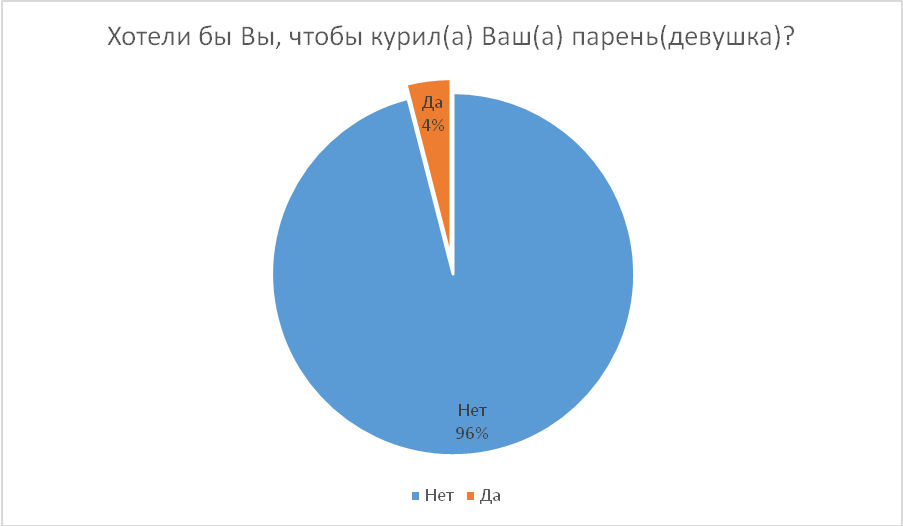 Хотели бы Вы, чтобы курил(а) Ваш(а) парень(девушка)?
Да
4%
Нет
96%
Нет Да